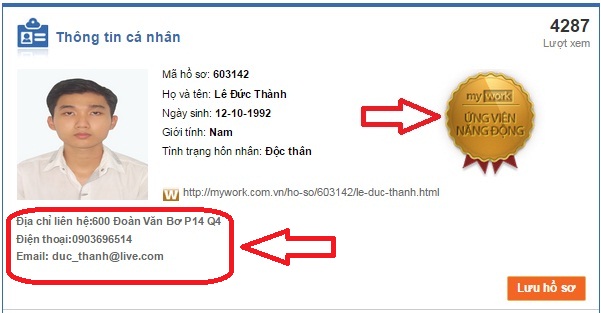 Thông tin cá nhân
4287
Lượt xem
Mã hồ sơ: 603142
Họ và tên: Lê Đức Thành
Ngày sinh: 12-10-1992
Giới tính: Nam
Tình trạng hôn nhân: Độc thân
my work
ỨNG VIÊN
NĂNG ĐỘNG
W http://mywork.com.vn/ho-so/603142/le-duc-thanh.html
Địa chỉ liên hệ:600 Đoàn Văn Bơ P14 Q4
Điện thoại:0903696514
Email: duc_thanh@live.com
Lưu hồ sơ